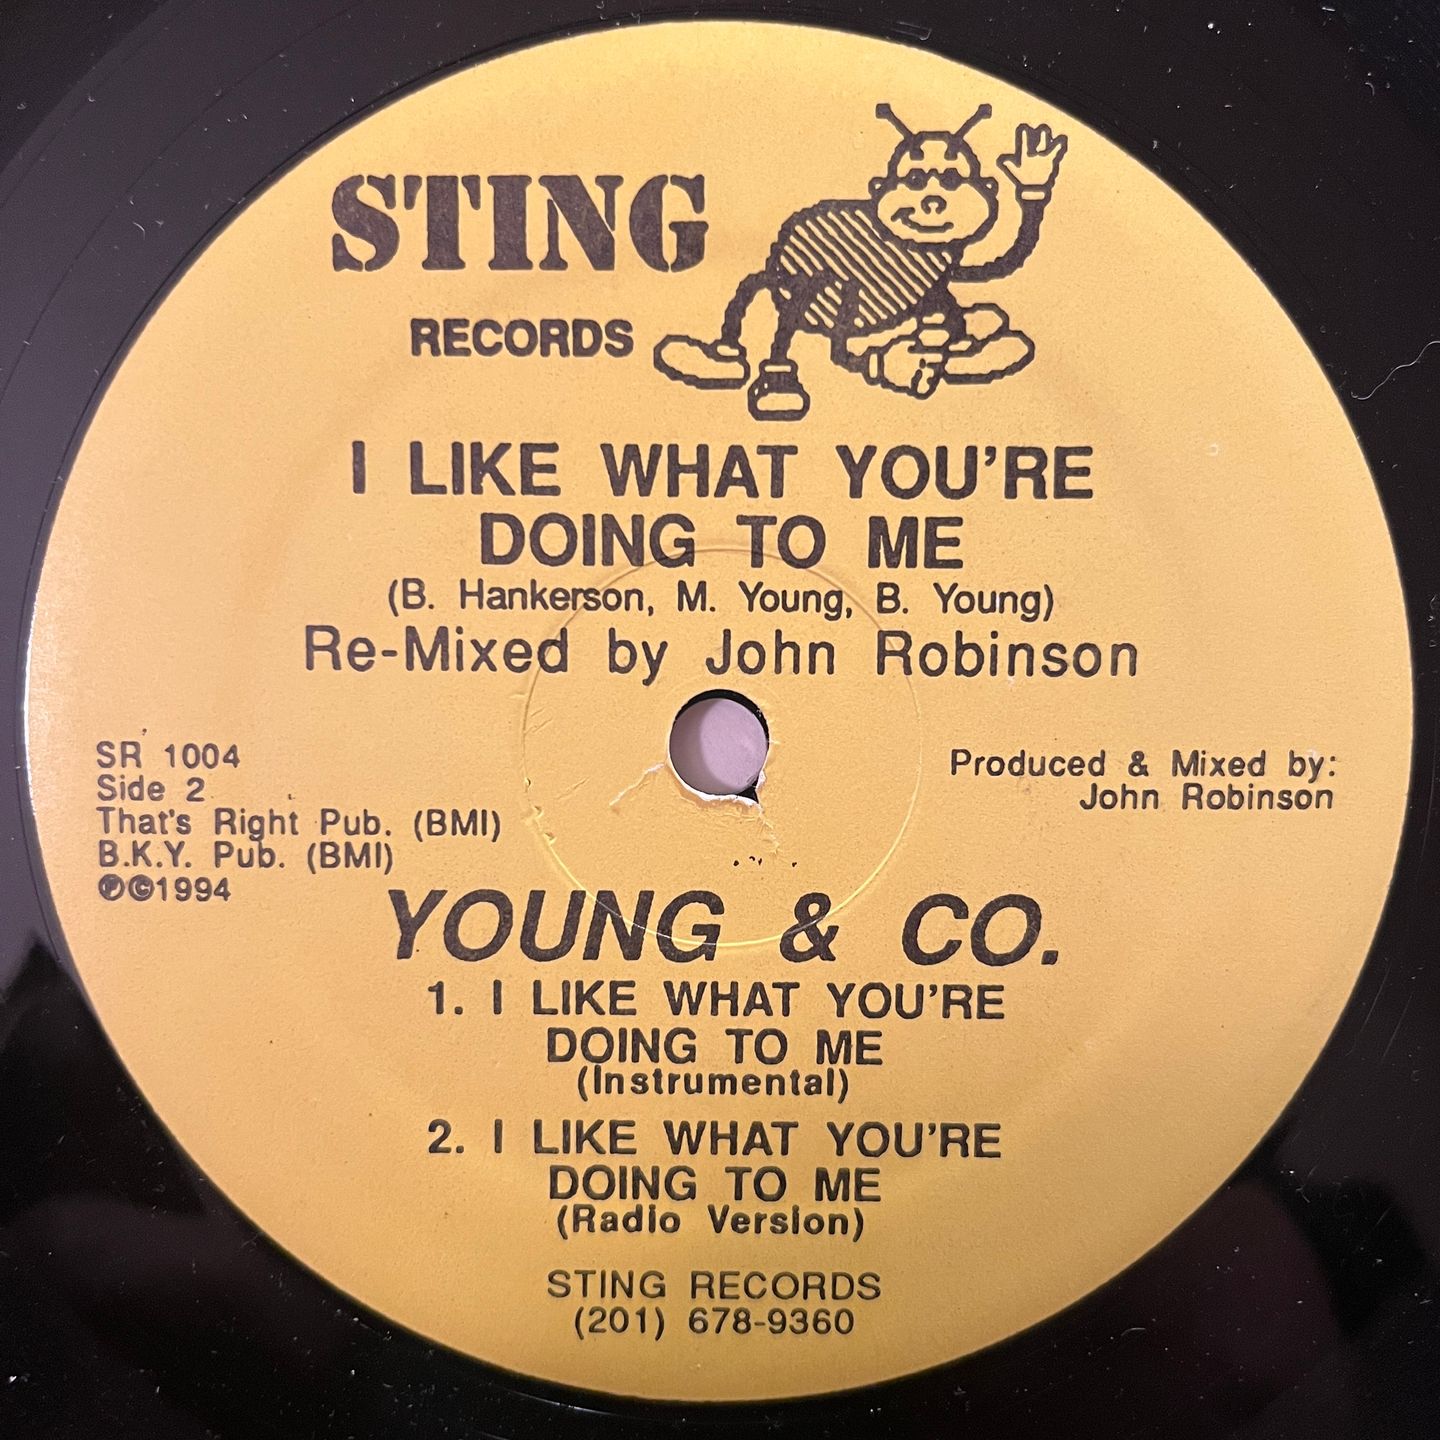 STING
RECORDS
I LIKE WHAT YOU'RE
DOING TO ME
(B. Hankerson, M. Young, B. Young)
Re-Mixed by John Robinson
SR 1004
Side 2
That's Right Pub. (BMI)
B.K.Y. Pub. (BMI)
℗©1994
Produced & Mixed by:
John Robinson
YOUNG & CO.
1. I LIKE WHAT YOU'RE
DOING TO ME
(Instrumental)
2. I LIKE WHAT YOU'RE
DOING TO ME
(Radio Version)
STING RECORDS
(201) 678-9360